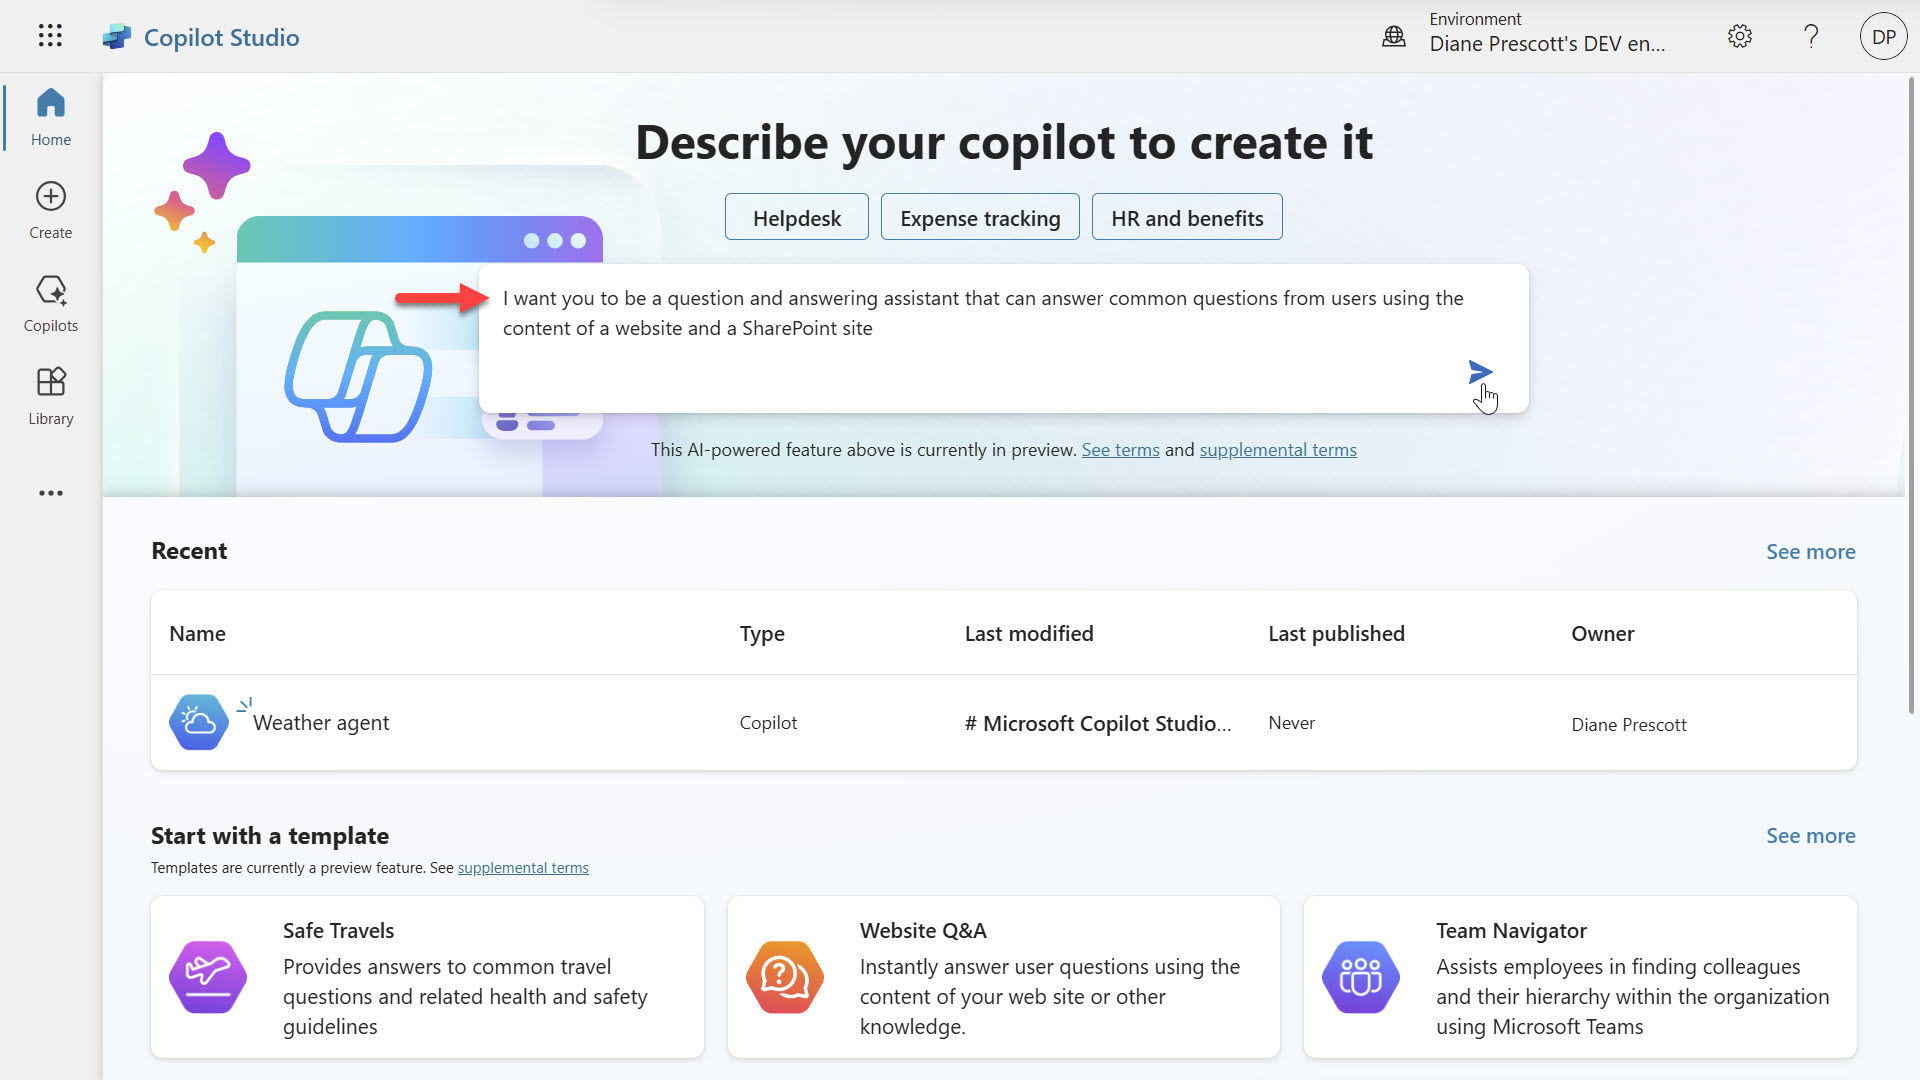 Copilot Studio
Environment
Diane Prescott's DEV en...
DP
Home
Create
Copilots
Library
Describe your copilot to create it
Helpdesk
Expense tracking
HR and benefits
I want you to be a question and answering assistant that can answer common questions from users using the
content of a website and a SharePoint site
This AI-powered feature above is currently in preview. See terms and supplemental terms
Recent
See more
Name
Type
Last modified
Last published
Owner
Weather agent
Copilot
# Microsoft Copilot Studio...
Never
Diane Prescott
Start with a template
See more
Templates are currently a preview feature. See supplemental terms
Safe Travels
Provides answers to common travel
questions and related health and safety
guidelines
Website Q&A
Instantly answer user questions using the
content of your web site or other
knowledge.
Team Navigator
Assists employees in finding colleagues
and their hierarchy within the organization
using Microsoft Teams